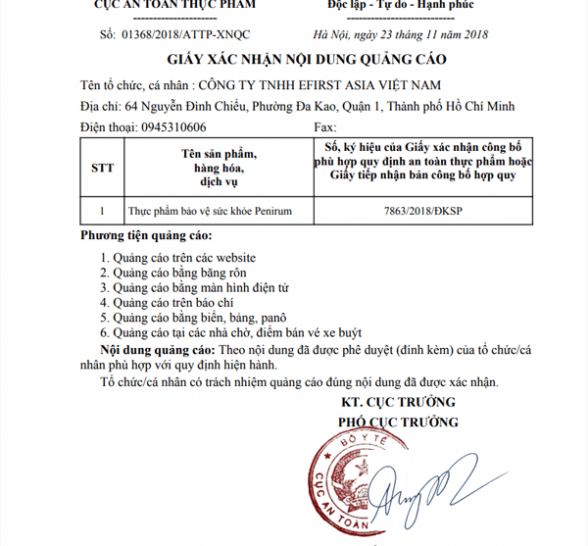 CỤC AN TOÀN THỰC PHẨM
Độc lập - Tự do - Hạnh phúc
Số: 01368/2018/ATTP-XNQC
Hà Nội, ngày 23 tháng 11 năm 2018
GIẤY XÁC NHẬN NỘI DUNG QUẢNG CÁO
Tên tổ chức, cá nhân : CÔNG TY TNHH EFIRST ASIA VIỆT NAM
Địa chỉ: 64 Nguyễn Đình Chiểu, Phường Đa Kao, Quận 1, Thành phố Hồ Chí Minh
Điện thoại: 0945310606 Fax:
STT
Tên sản phẩm,
hàng hóa,
dịch vụ
Số, ký hiệu của Giấy xác nhận công bố
phù hợp quy định an toàn thực phẩm hoặc
Giấy tiếp nhận bản công bố hợp quy
1 Thực phẩm bảo vệ sức khỏe Penirum 7863/2018/ĐKSP
Phương tiện quảng cáo:
1. Quảng cáo trên các website
2. Quảng cáo bằng băng rôn
3. Quảng cáo bằng màn hình điện tử
4. Quảng cáo trên báo chí
5. Quảng cáo bằng biển, bảng, panô
6. Quảng cáo tại các nhà chờ, điểm bán vé xe buýt
Nội dung quảng cáo: Theo nội dung đã được phê duyệt (đính kèm) của tổ chức/cá
nhân phù hợp với quy định hiện hành.
Tổ chức/cá nhân có trách nhiệm quảng cáo đúng nội dung đã được xác nhận.
KT. CỤC TRƯỞNG
PHÓ CỤC TRƯỞNG
BỘ Y TẾ
CỤC AN TOÀN